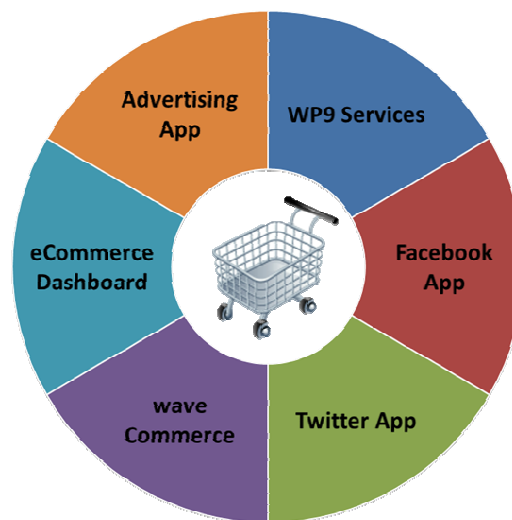 Advertising
App
WP9 Services
eCommerce
Dashboard
Facebook
App
wave
Commerce
Twitter App